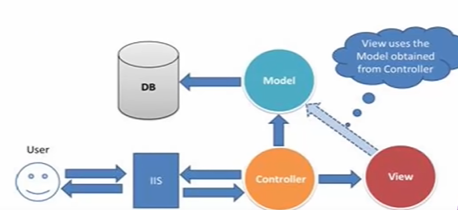 View uses the
Model obtained
from Controller
DB
Model
User
IIS
Controller
View